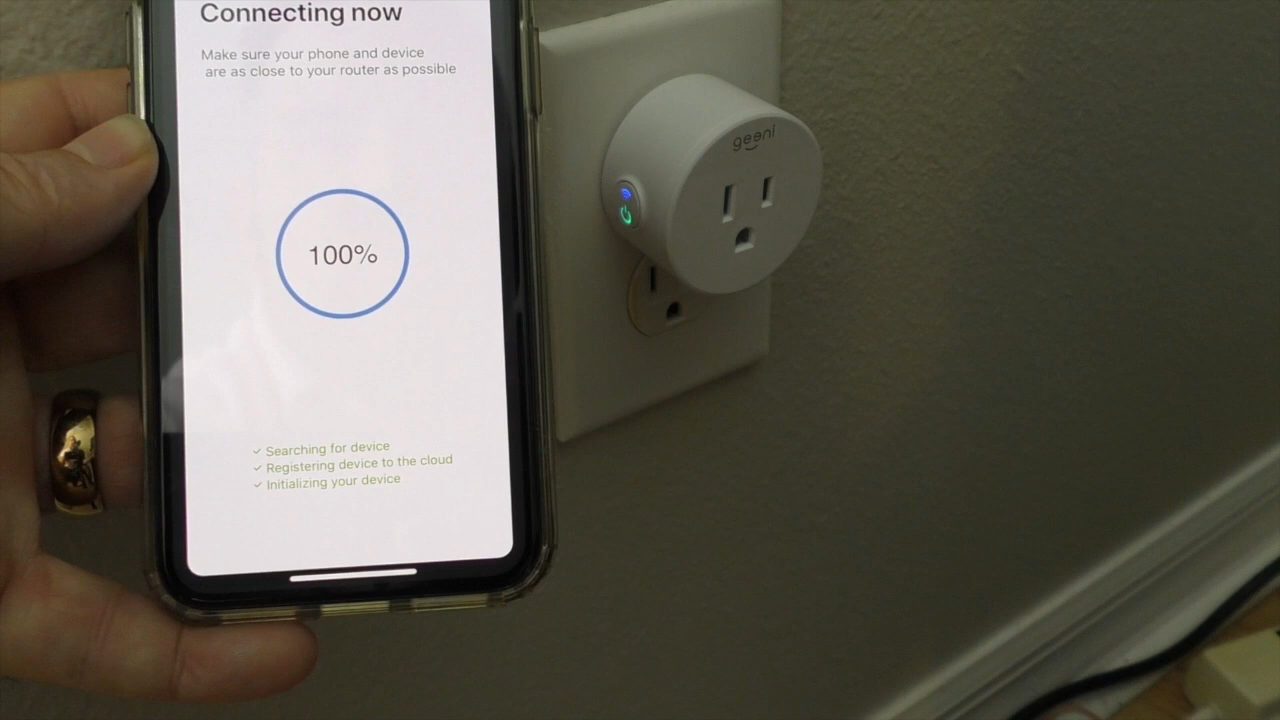 Connecting now
Make sure your phone and device
are as close to your router as possible
100%
✓ Searching for device
✓ Registering device to the cloud
✓ Initializing your device
geeni